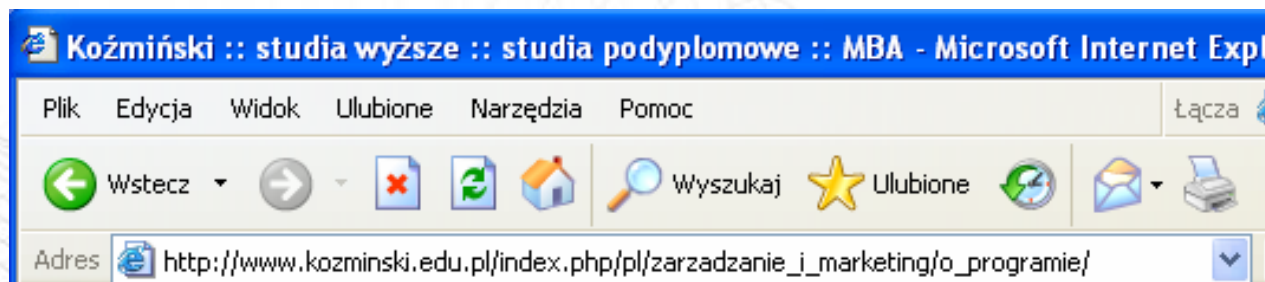 Koźmiński :: studia wyższe :: studia podyplomowe :: MBA - Microsoft Internet Expl
Plik Edycja Widok Ulubione Narzędzia Pomoc Łącza
Wstecz Wyszukaj Ulubione
Adres http://www.kozminski.edu.pl/index.php/pl/zarzadzanie_i_marketing/o_programie/